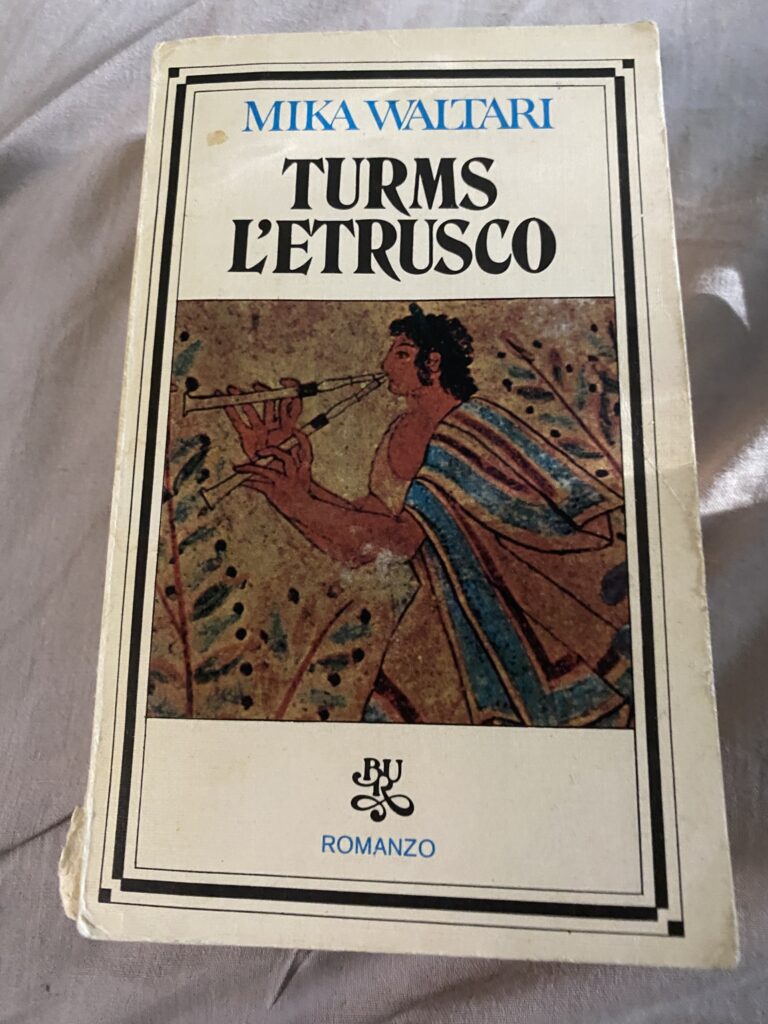 MIKA WALTARI
TURMS
L'ETRUSCO
BUR
ROMANZO